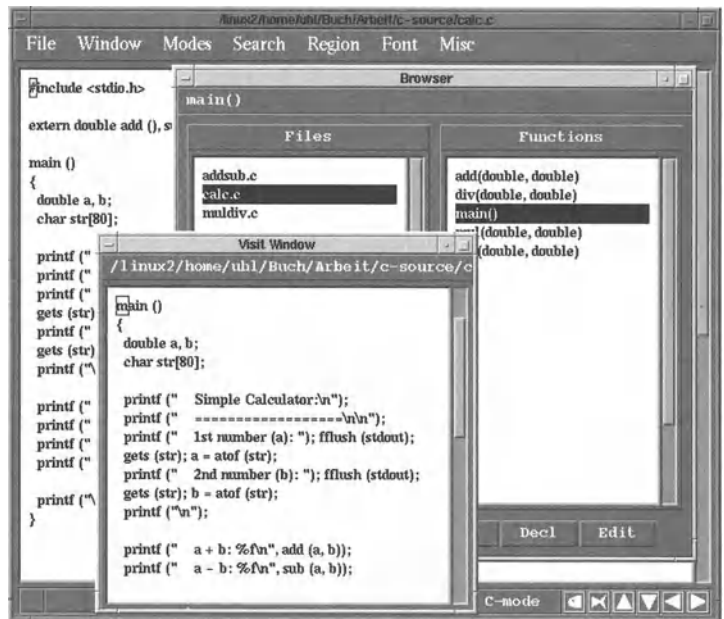 /linux2/home/uhl/Buch/Arbeit/c-source/calc.c
File Window Modes Search Region Font Misc
#include <stdio.h>
extern double add (), s
main ()
{
double a, b;
char str[80];
printf ("
printf ("
printf ("
gets (str)
printf ("
gets (str)
printf ("\
printf ("
printf ("
printf ("
printf ("
printf ("\
}
Browser
main()
Files
addsub.c
calc.c
muldiv.c
Functions
add(double, double)
div(double, double)
main()
(double, double)
(double, double)
Decl Edit
Visit Window
/linux2/home/uhl/Buch/Arbeit/c-source/c
main ()
{
double a, b;
char str[80];
printf ("    Simple Calculator:\n");
printf ("    ==================\n\n");
printf ("    1st number (a): "); fflush (stdout);
gets (str); a = atof (str);
printf ("    2nd number (b): "); fflush (stdout);
gets (str); b = atof (str);
printf ("\n");
printf ("    a + b: %f\n", add (a, b));
printf ("    a - b: %f\n", sub (a, b));
C-mode